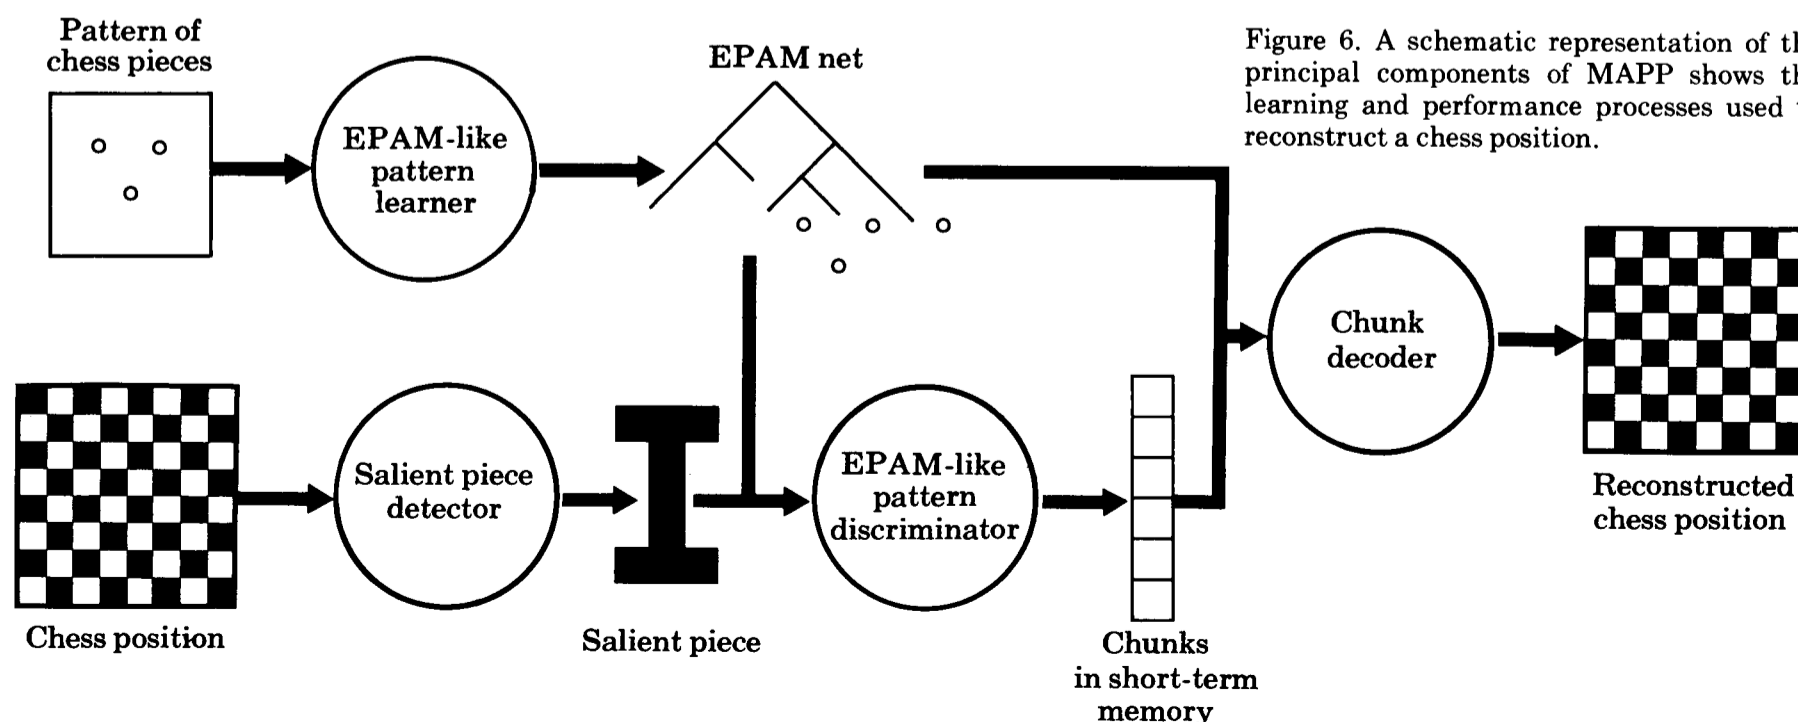 Pattern of
chess pieces
EPAM-like
pattern
learner
EPAM net
Figure 6. A schematic representation of
principal components of MAPP shows
learning and performance processes used
reconstruct a chess position.
Chess position
Salient piece
detector
Salient piece
EPAM-like
pattern
discriminator
Chunks
in short-term
memory
Chunk
decoder
Reconstructed
chess position